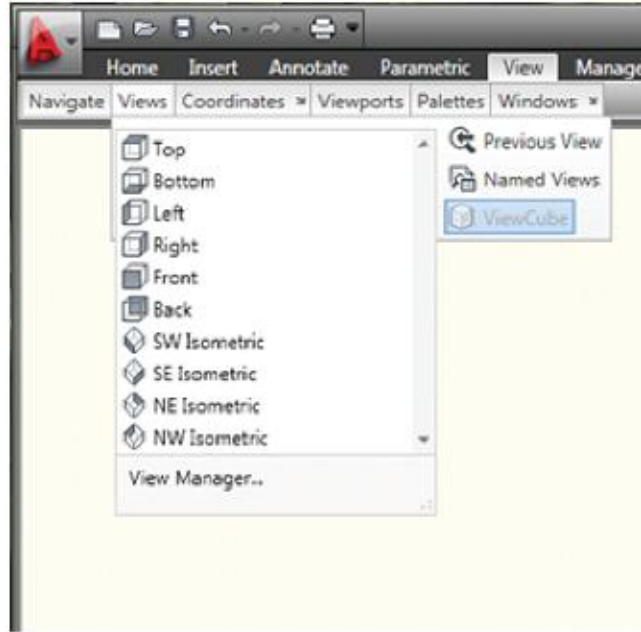 Home Insert Annotate Parametric View Manage
Navigate Views Coordinates Viewports Palettes Windows
Top
Bottom
Left
Right
Front
Back
SW Isometric
SE Isometric
NE Isometric
NW Isometric
View Manager..
Previous View
Named Views
ViewCube